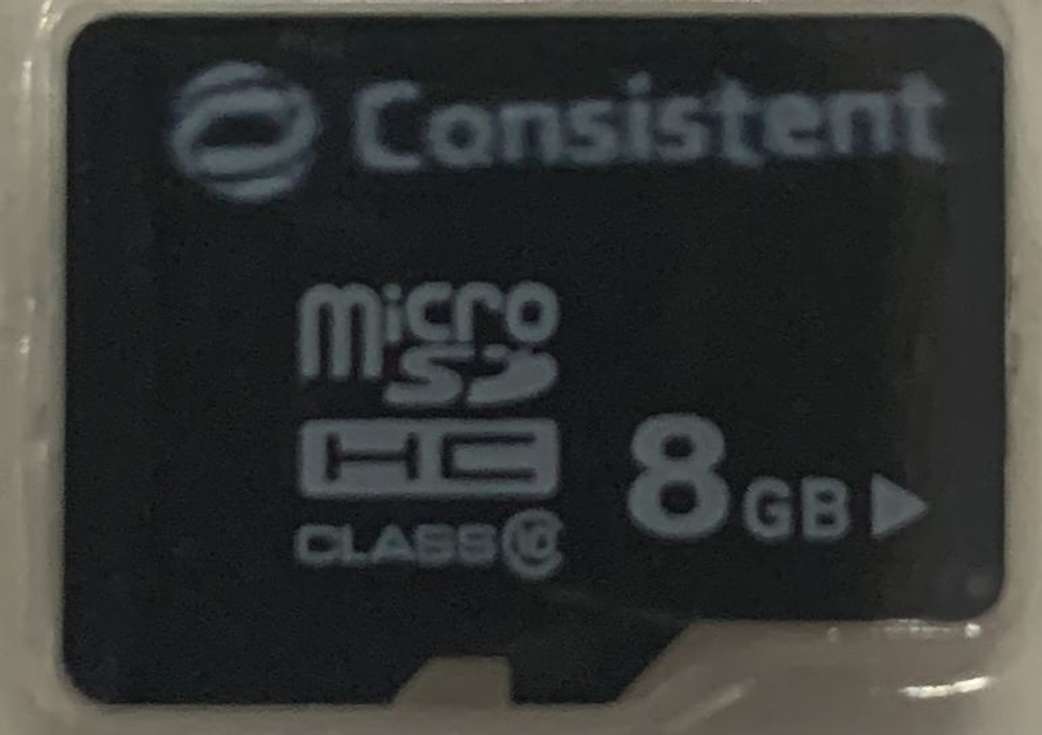 Consistent
micro
SD
HC
8 GB
CLASS 10